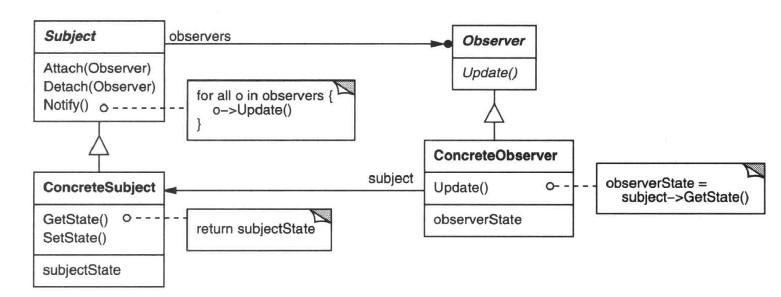 Subject
observers
Observer
Attach(Observer)
Detach(Observer)
Notify()
for all o in observers {
o->Update()
}
Update()
ConcreteSubject
GetState()
SetState()
subjectState
return subjectState
subject
ConcreteObserver
Update()
observerState
observerState =
subject->GetState()